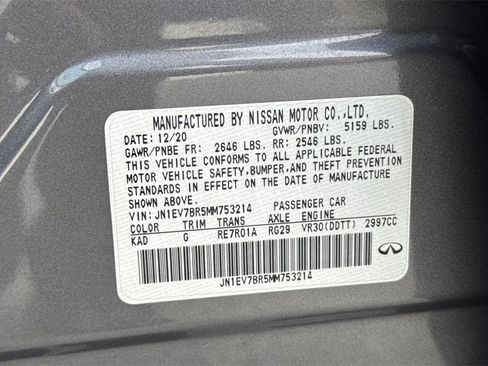 MANUFACTURED BY NISSAN MOTOR CO.,LTD.
DATE: 12/20 GVWR/PNBV: 5159 LBS.
GAWR/PNBE FR: 2646 LBS. RR: 2546 LBS.
THIS VEHICLE CONFORMS TO ALL APPLICABLE FEDERAL
MOTOR VEHICLE SAFETY,BUMPER,AND THEFT PREVENTION
STANDARDS IN EFFECT ON THE DATE OF MANUFACTURE
SHOWN ABOVE.
VIN: JN1EV7BR5MM753214 PASSENGER CAR
COLOR TRIM TRANS AXLE ENGINE
KAD G RE7R01A RG29 VR30(DDTT) 2997CC
JN1EV7BR5MM753214
INFINITI